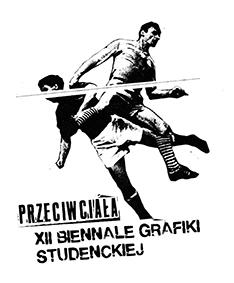 PRZECIWCIAŁA
XII BIENNALE GRAFIKI
STUDENCKIEJ